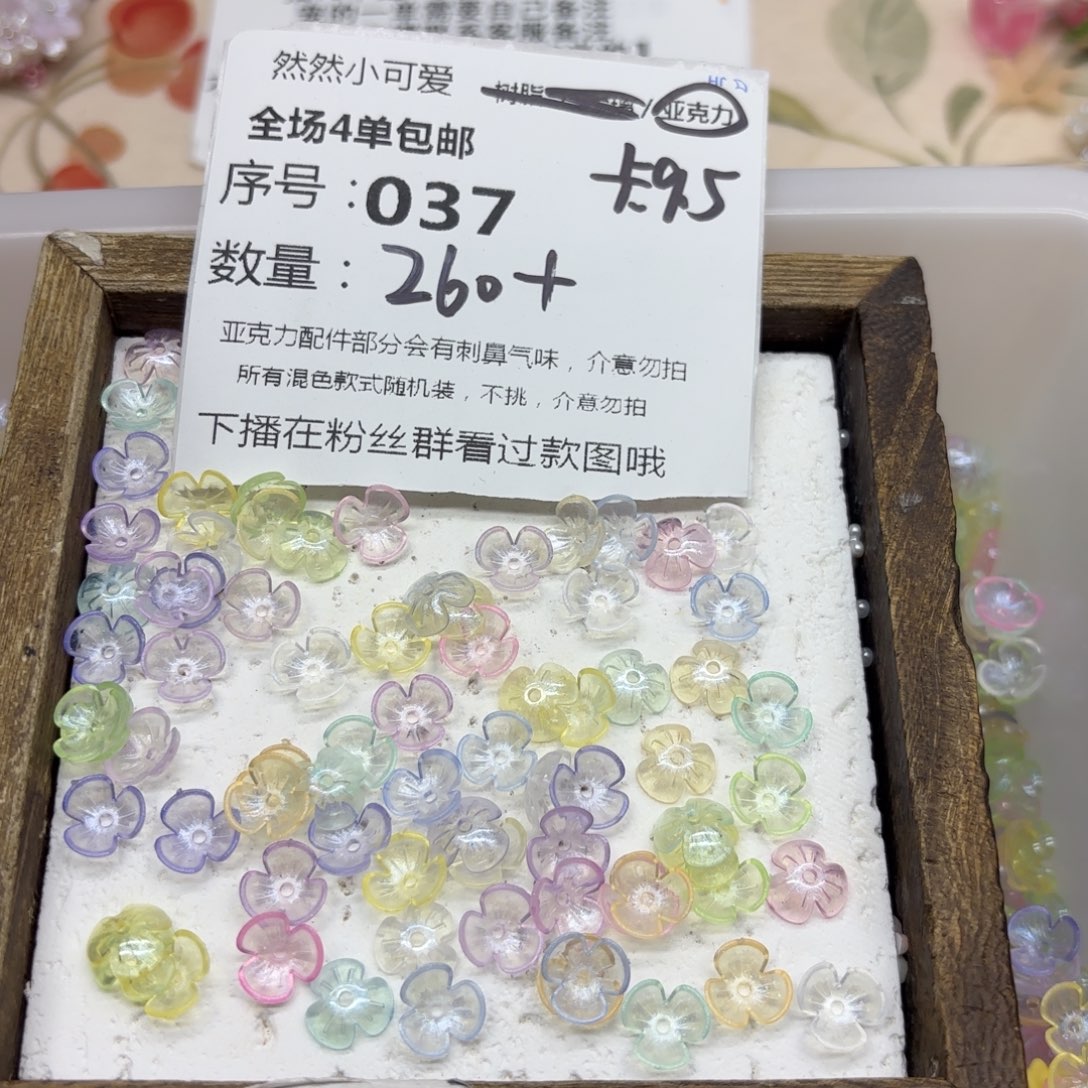 然然小可爱
树脂
/亚克力
全场4单包邮
卡9.5
序号：037
数量：260+
亚克力配件部分会有刺鼻气味，介意勿拍
所有混色款式随机装，不挑，介意勿拍
下播在粉丝群看过款图哦